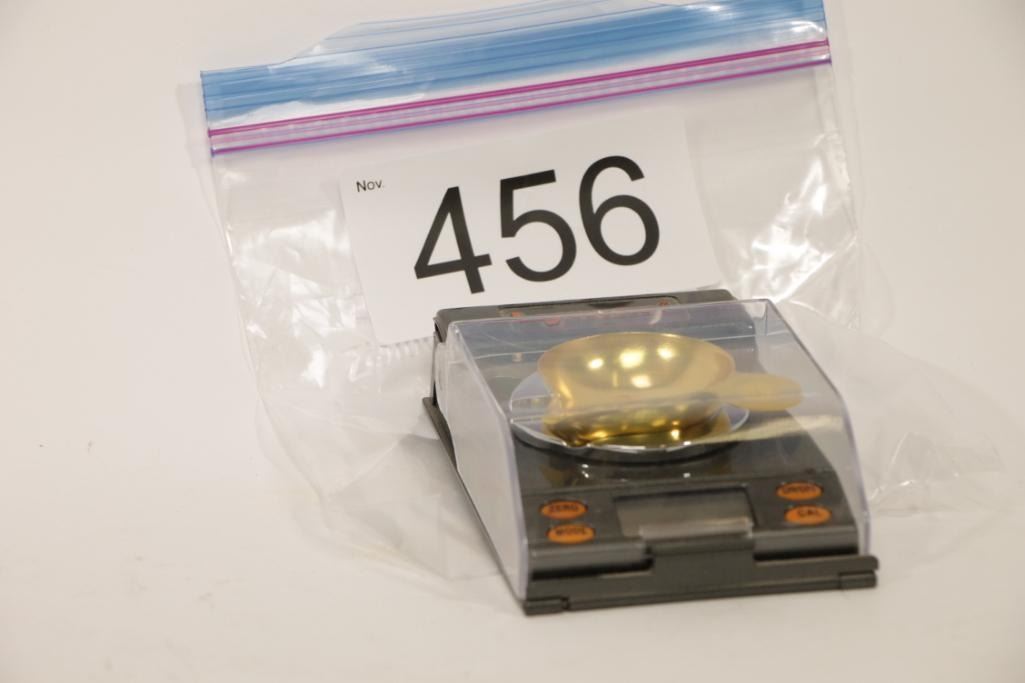 Nov.
456
ZERO
ON/OFF
MODE
CAL